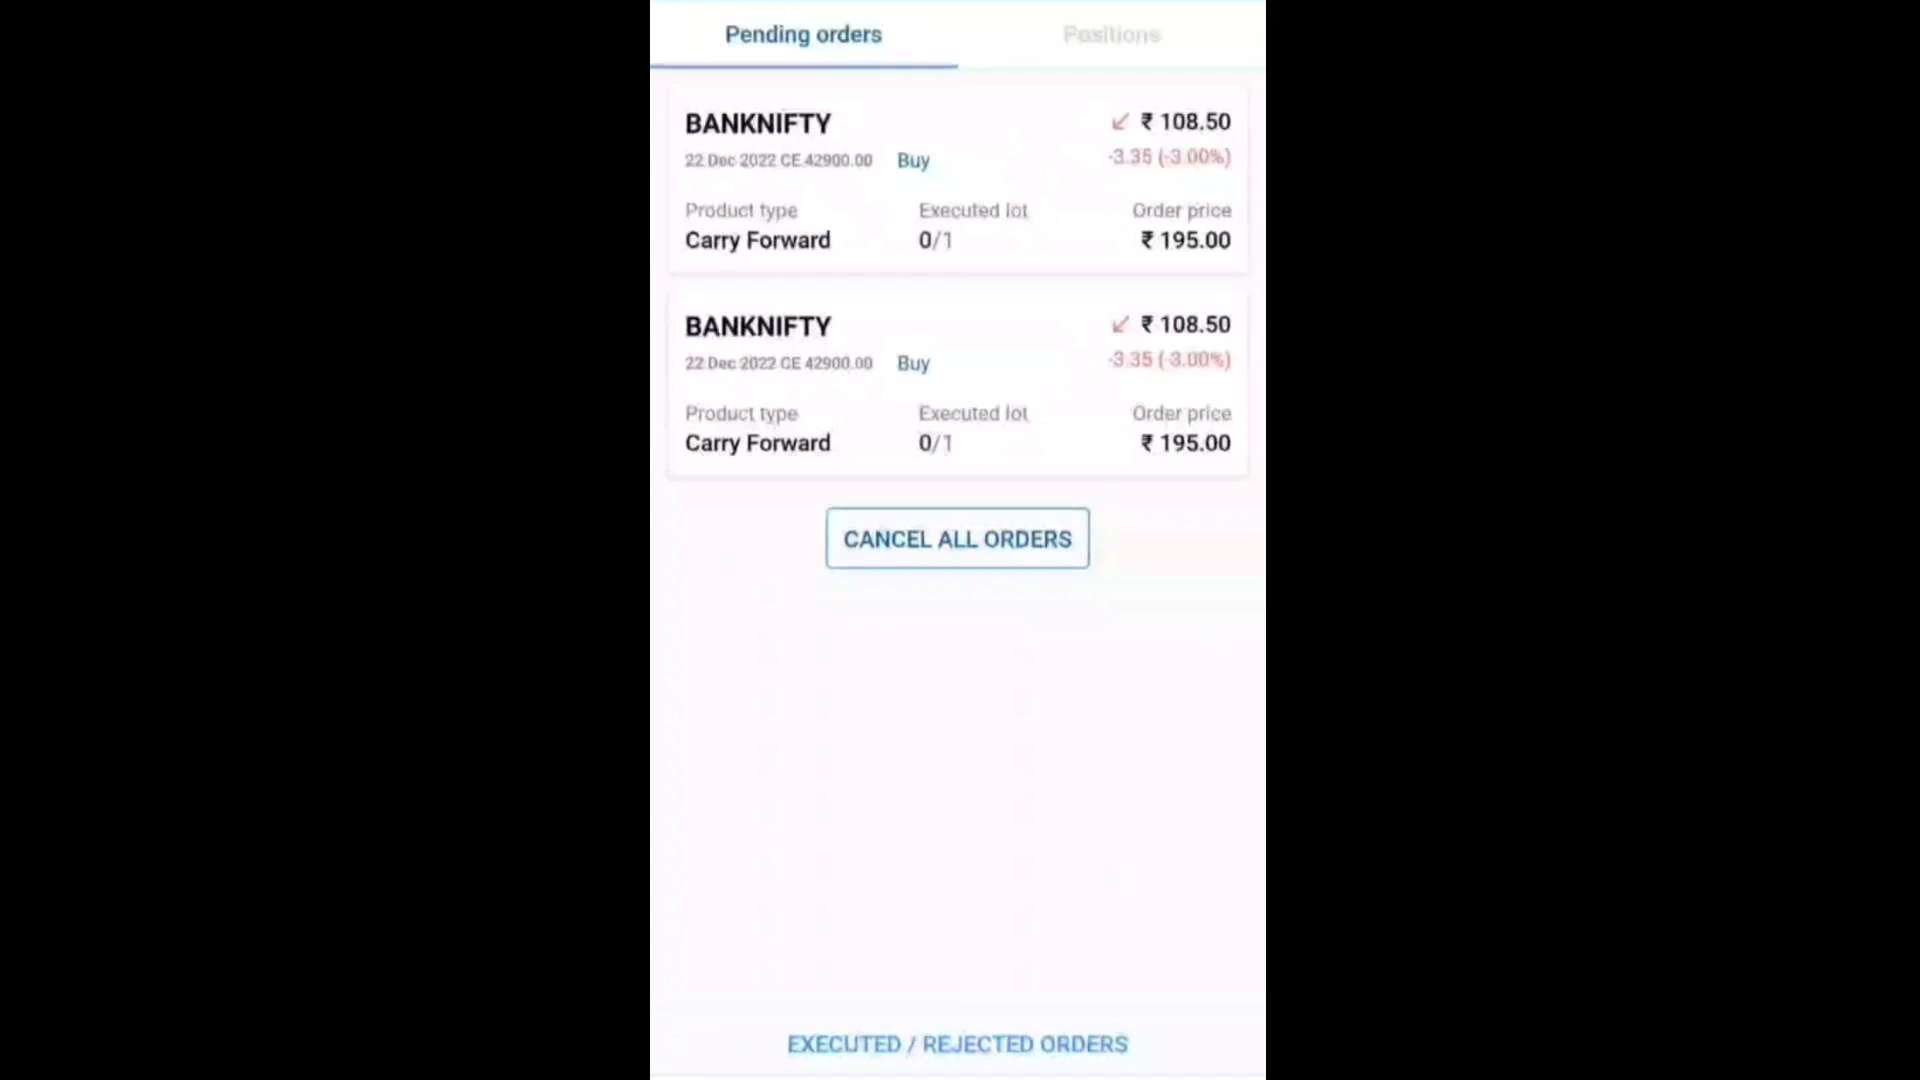 Pending orders Positions
BANKNIFTY ₹ 108.50
22 Dec 2022 CE 42900.00 Buy -3.35 (-3.00%)
Product type Executed lot Order price
Carry Forward 0/1 ₹ 195.00
BANKNIFTY ₹ 108.50
22 Dec 2022 CE 42900.00 Buy -3.35 (-3.00%)
Product type Executed lot Order price
Carry Forward 0/1 ₹ 195.00
CANCEL ALL ORDERS
EXECUTED / REJECTED ORDERS